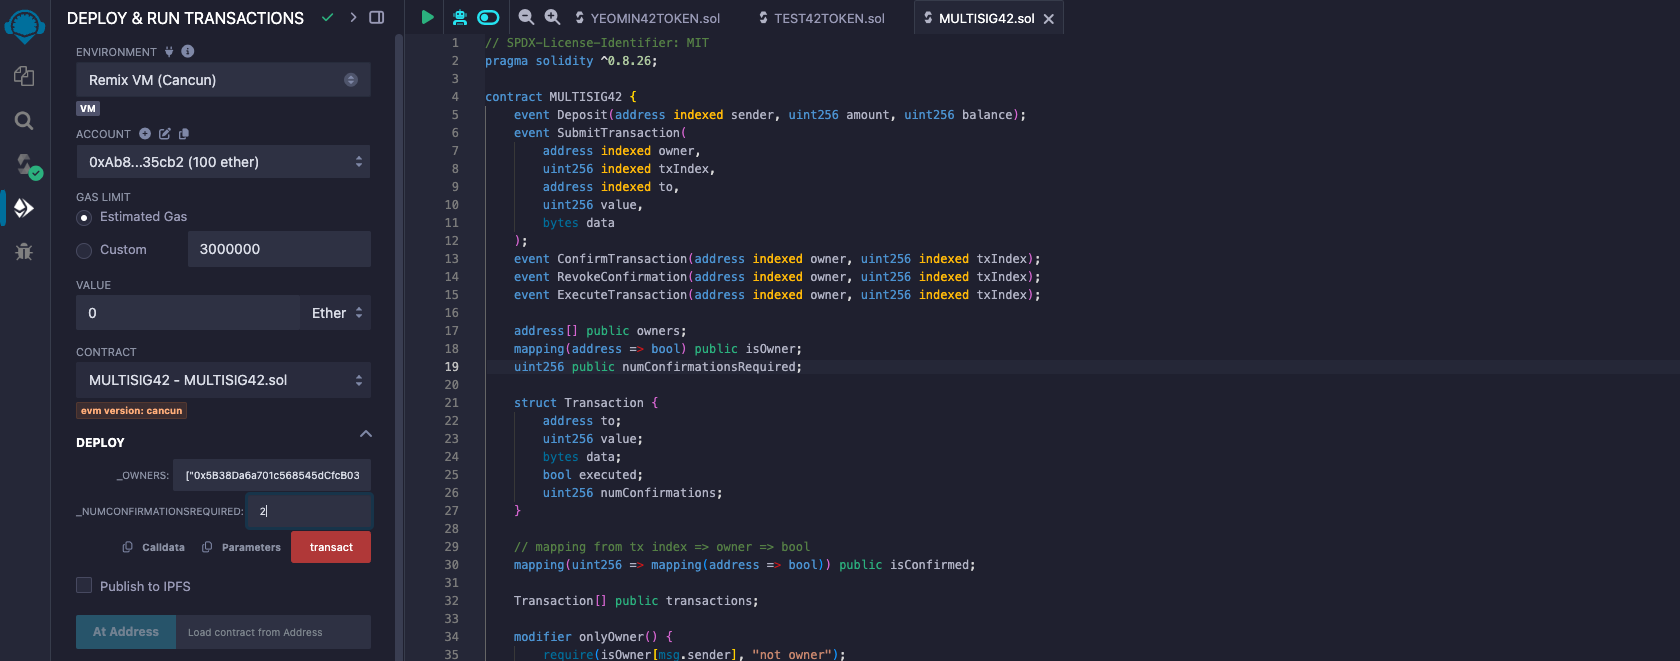 DEPLOY & RUN TRANSACTIONS
ENVIRONMENT
Remix VM (Cancun)
VM
ACCOUNT
0xAb8...35cb2 (100 ether)
GAS LIMIT
Estimated Gas
Custom
3000000
VALUE
0
Ether
CONTRACT
MULTISIG42 - MULTISIG42.sol
evm version: cancun
DEPLOY
_OWNERS: ["0x5B38Da6a701c568545dCfcB03
_NUMCONFIRMATIONSREQUIRED: 2
Calldata Parameters transact
Publish to IPFS
At Address Load contract from Address
YEOMIN42TOKEN.sol TEST42TOKEN.sol MULTISIG42.sol
1 // SPDX-License-Identifier: MIT
2 pragma solidity ^0.8.26;
3
4 contract MULTISIG42 {
5 event Deposit(address indexed sender, uint256 amount, uint256 balance);
6 event SubmitTransaction(
7 address indexed owner,
8 uint256 indexed txIndex,
9 address indexed to,
10 uint256 value,
11 bytes data
12 );
13 event ConfirmTransaction(address indexed owner, uint256 indexed txIndex);
14 event RevokeConfirmation(address indexed owner, uint256 indexed txIndex);
15 event ExecuteTransaction(address indexed owner, uint256 indexed txIndex);
16
17 address[] public owners;
18 mapping(address => bool) public isOwner;
19 uint256 public numConfirmationsRequired;
20
21 struct Transaction {
22 address to;
23 uint256 value;
24 bytes data;
25 bool executed;
26 uint256 numConfirmations;
27 }
28
29 // mapping from tx index => owner => bool
30 mapping(uint256 => mapping(address => bool)) public isConfirmed;
31
32 Transaction[] public transactions;
33
34 modifier onlyOwner() {
35 require(isOwner[msg.sender], "not owner");